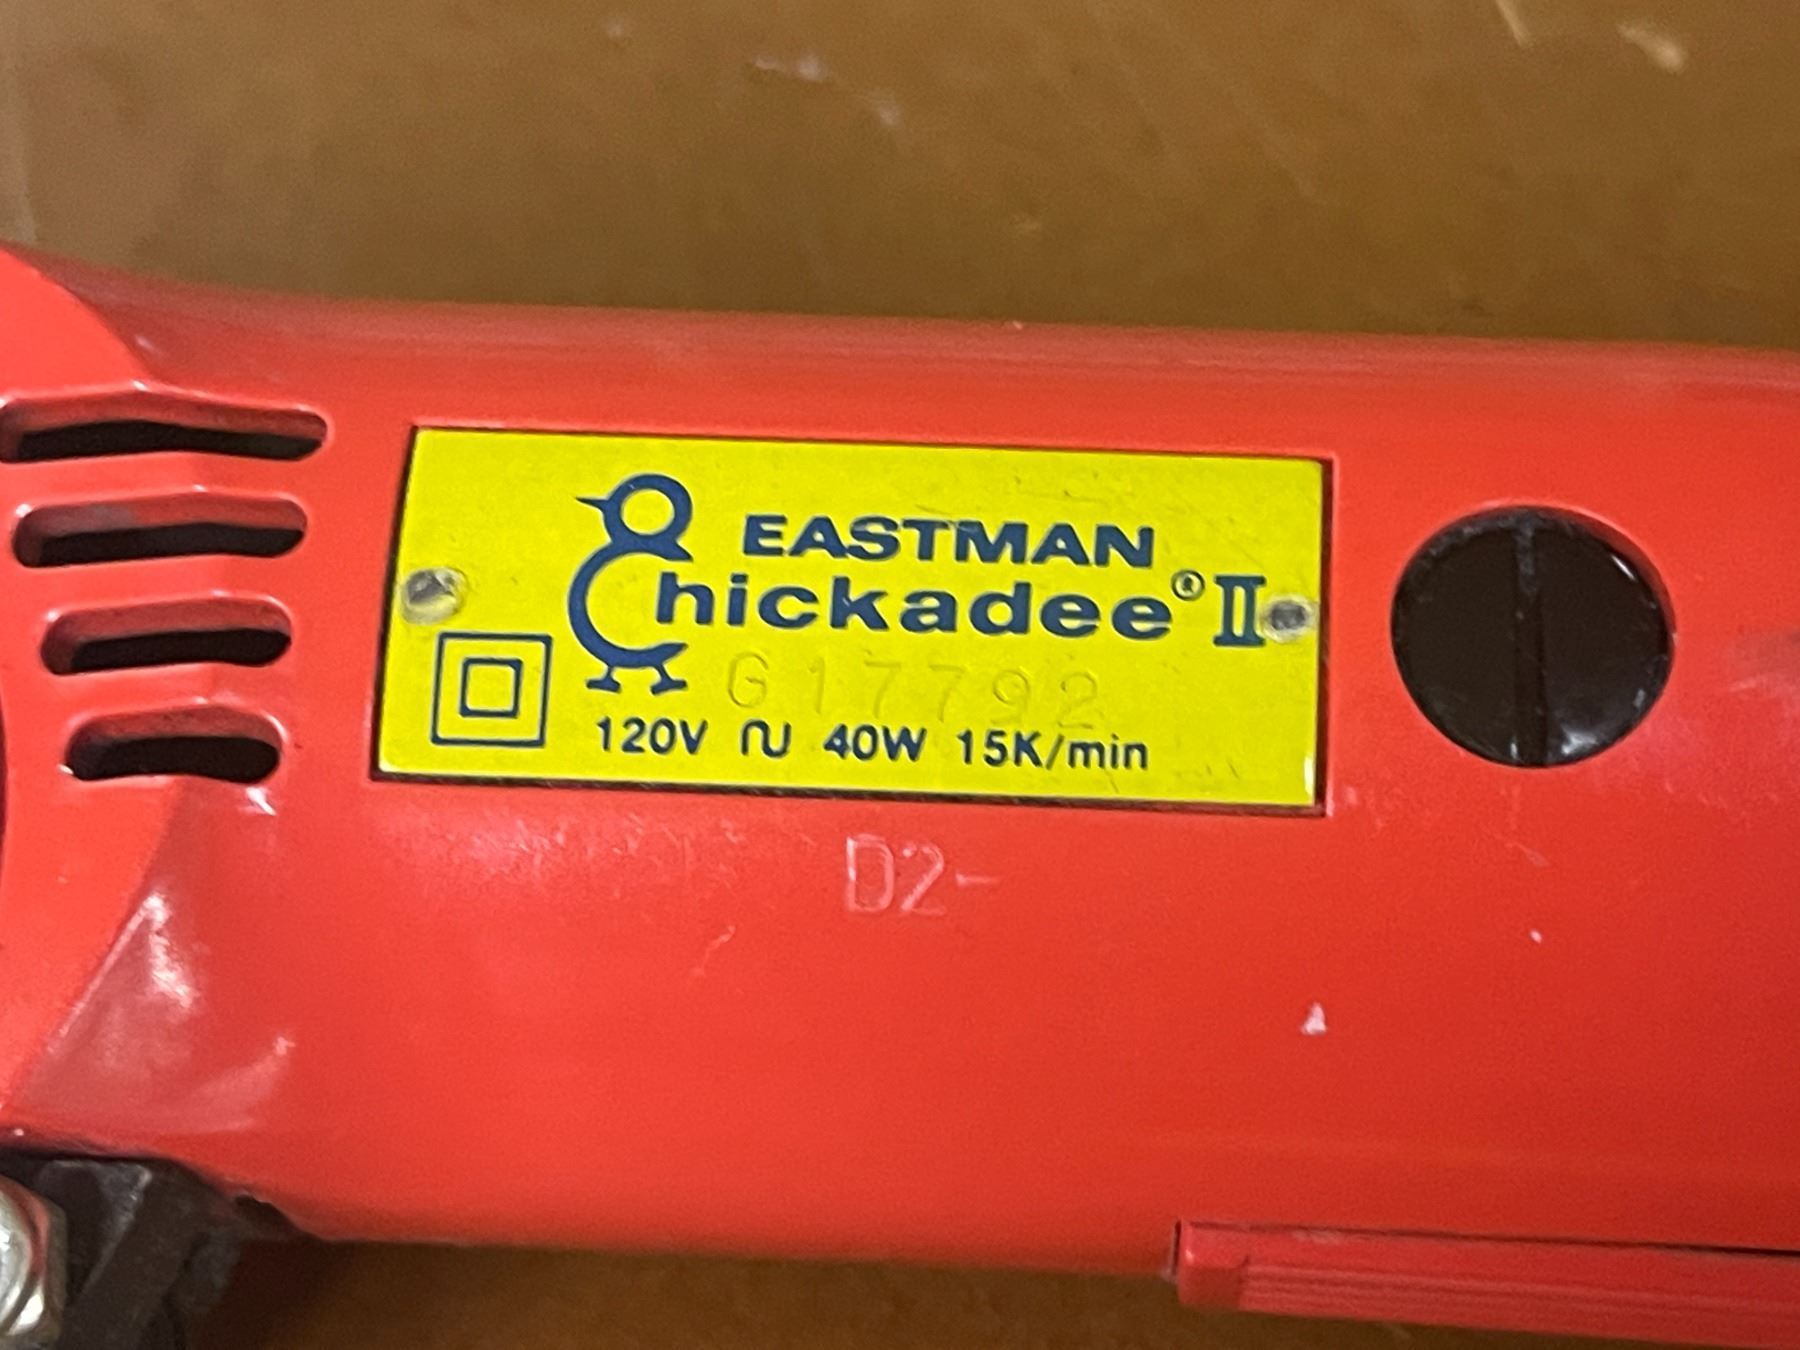 EASTMAN
Chickadee® II
G17792
120V ∿ 40W 15K/min
D2-